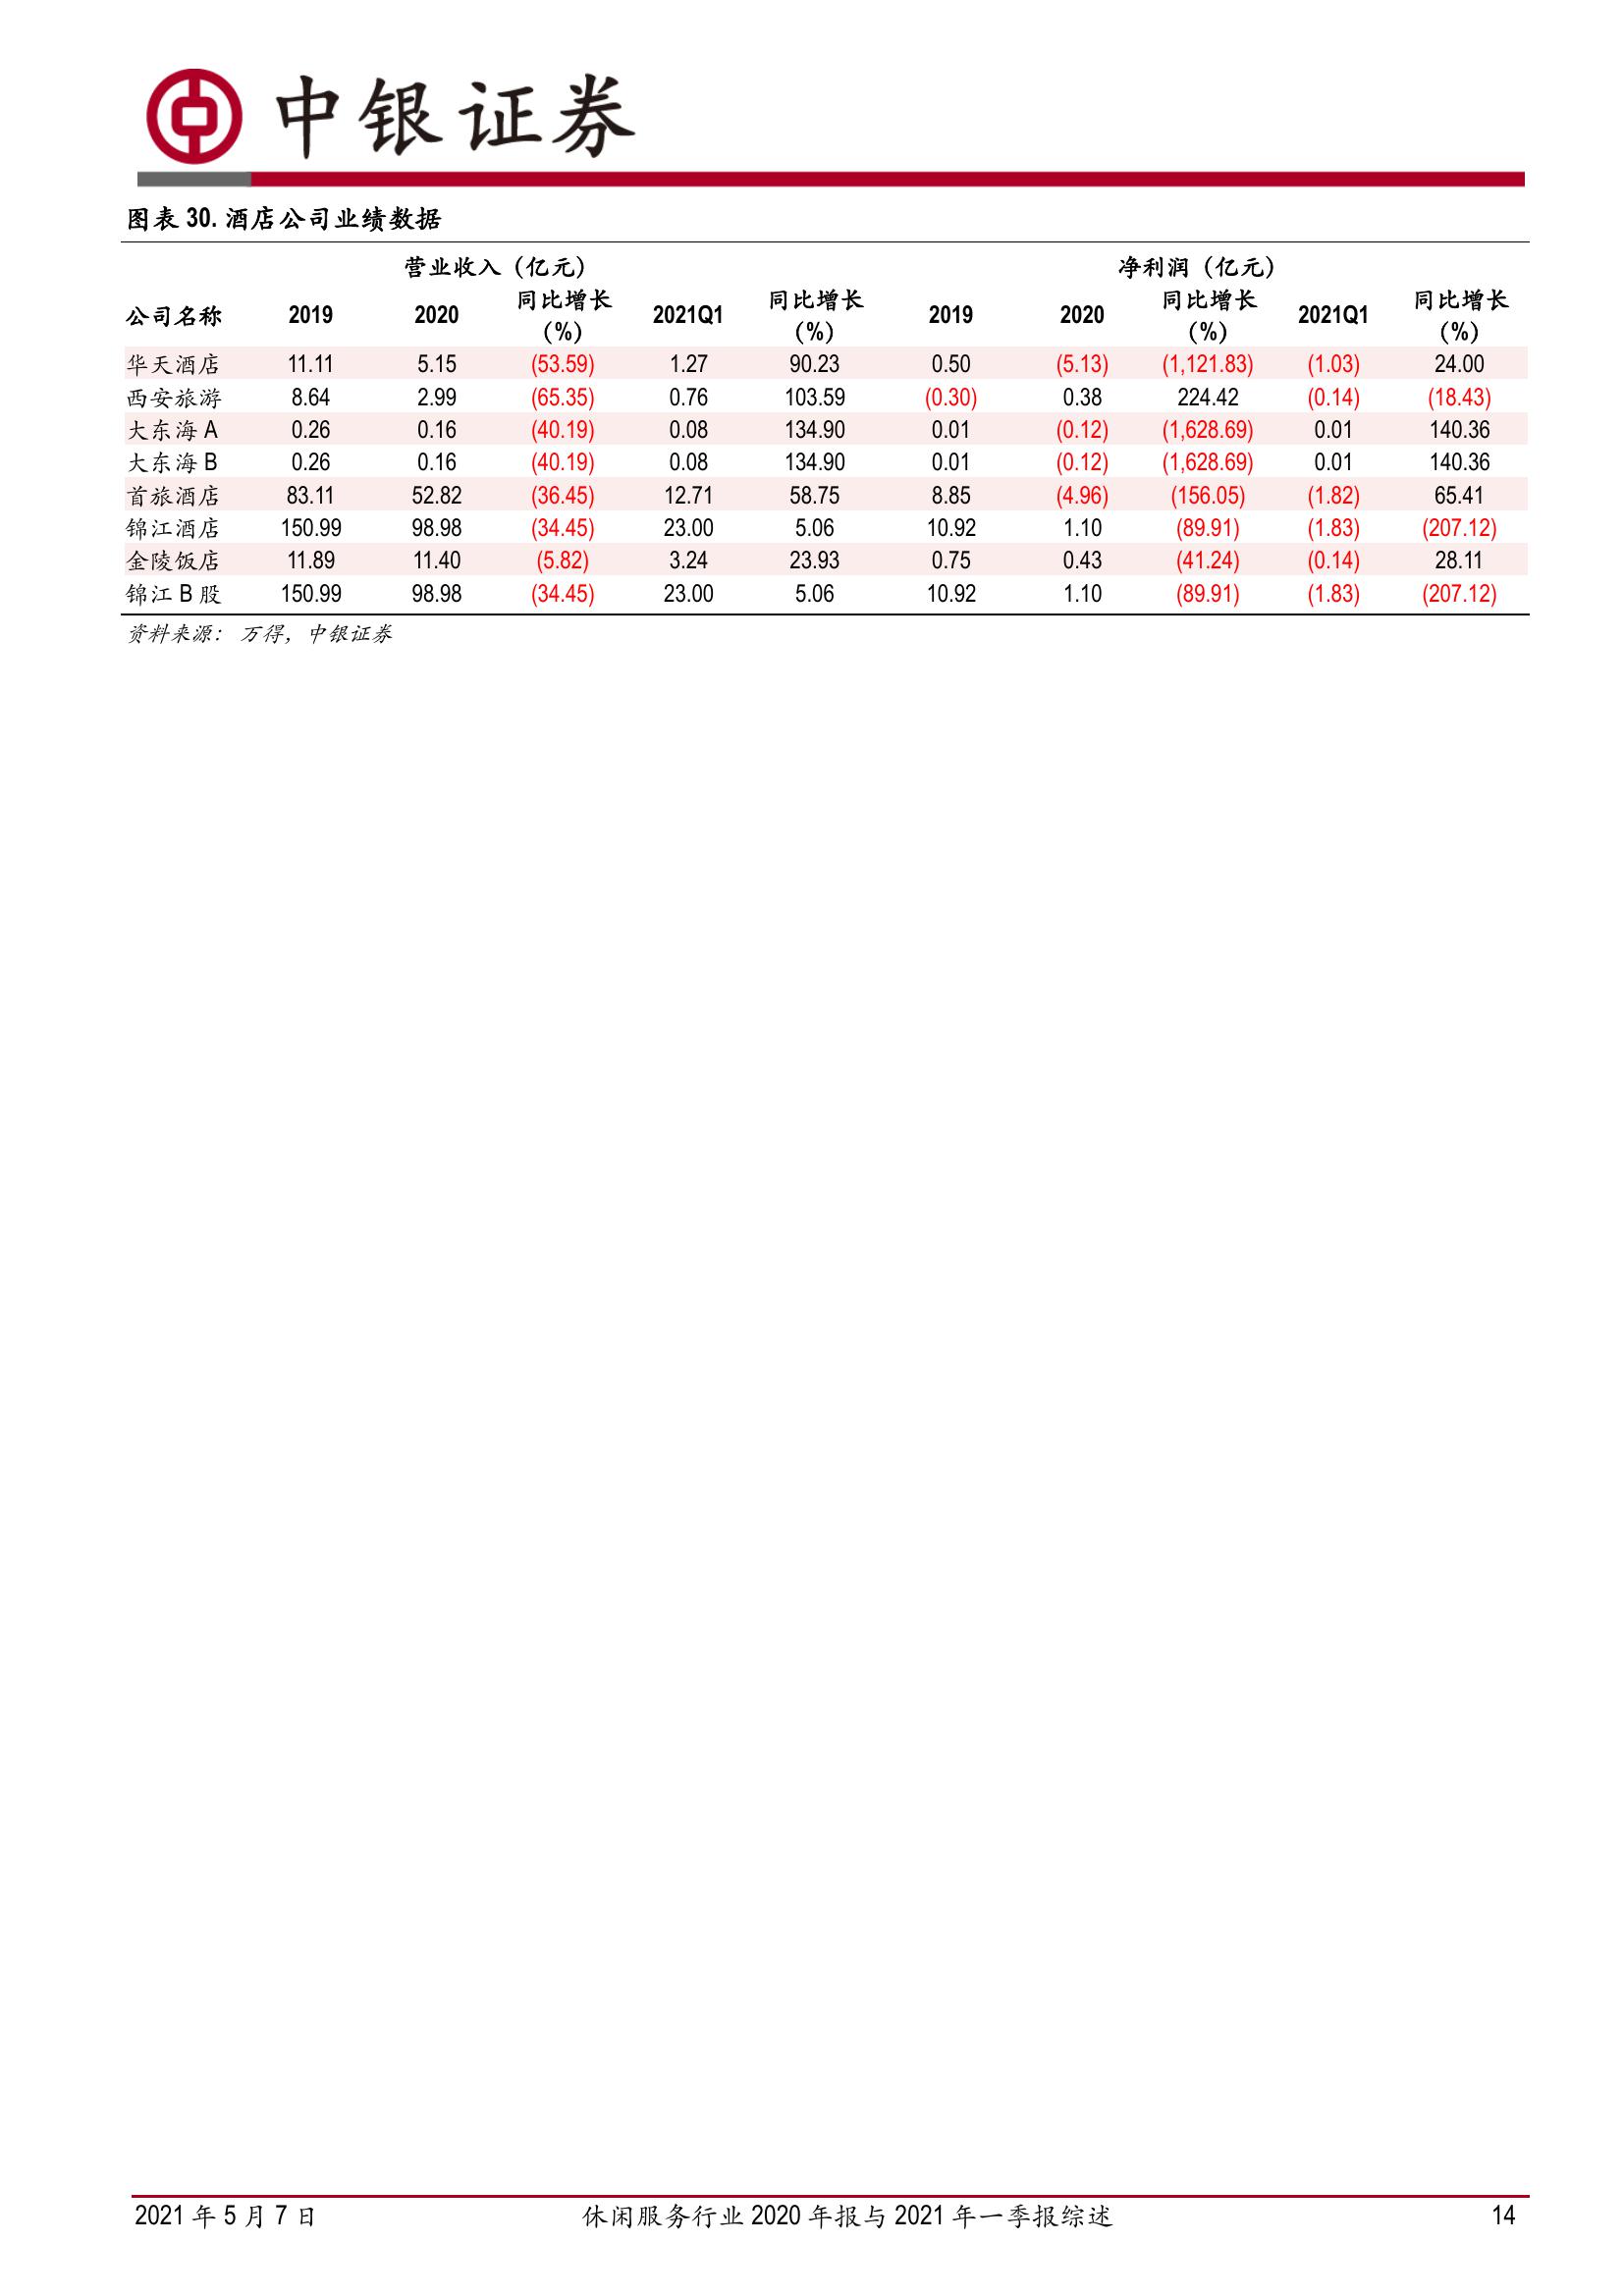 中银证券
图表 30. 酒店公司业绩数据
营业收入（亿元） 净利润（亿元）
公司名称 2019 2020 同比增长(%) 2021Q1 同比增长(%) 2019 2020 同比增长(%) 2021Q1 同比增长(%)
华天酒店 11.11 5.15 (53.59) 1.27 90.23 0.50 (5.13) (1,121.83) (1.03) 24.00
西安旅游 8.64 2.99 (65.35) 0.76 103.59 (0.30) 0.38 224.42 (0.14) (18.43)
大东海 A 0.26 0.16 (40.19) 0.08 134.90 0.01 (0.12) (1,628.69) 0.01 140.36
大东海 B 0.26 0.16 (40.19) 0.08 134.90 0.01 (0.12) (1,628.69) 0.01 140.36
首旅酒店 83.11 52.82 (36.45) 12.71 58.75 8.85 (4.96) (156.05) (1.82) 65.41
锦江酒店 150.99 98.98 (34.45) 23.00 5.06 10.92 1.10 (89.91) (1.83) (207.12)
金陵饭店 11.89 11.40 (5.82) 3.24 23.93 0.75 0.43 (41.24) (0.14) 28.11
锦江 B 股 150.99 98.98 (34.45) 23.00 5.06 10.92 1.10 (89.91) (1.83) (207.12)
资料来源：万得，中银证券
2021 年 5 月 7 日 休闲服务行业 2020 年报与 2021 年一季报综述 14